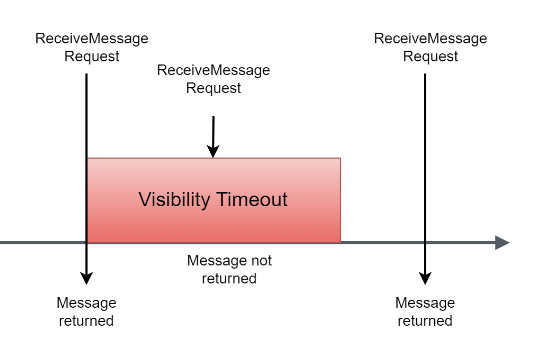 ReceiveMessage
Request
ReceiveMessage
Request
ReceiveMessage
Request
Visibility Timeout
Message not
returned
Message
returned
Message
returned